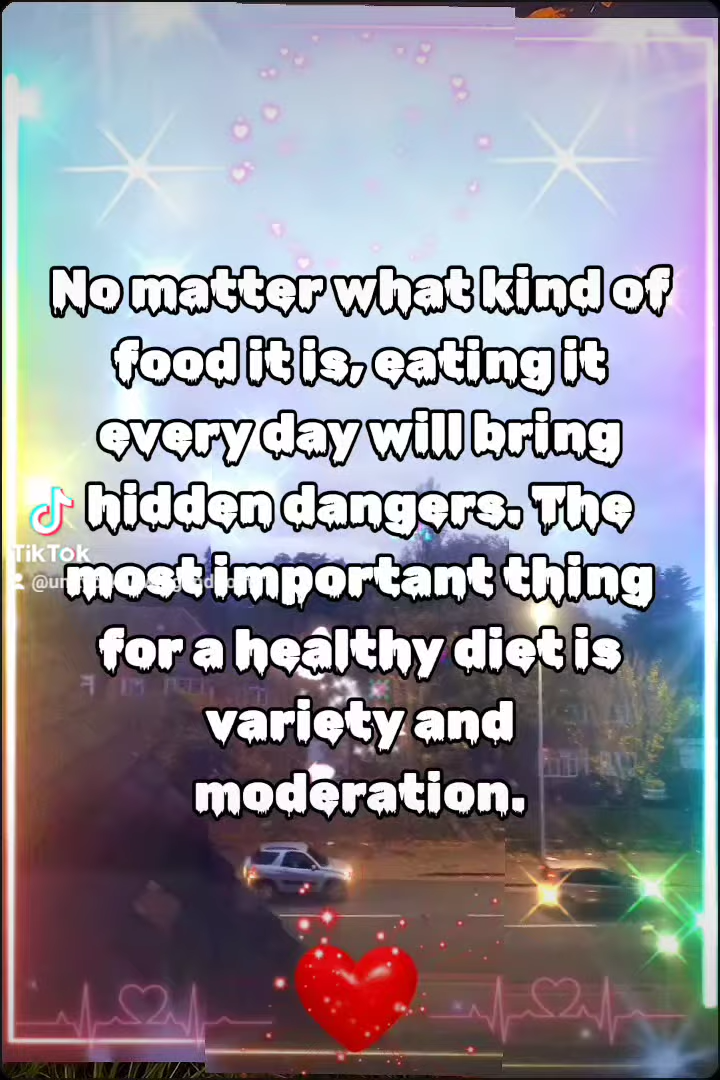 No matter what kind of
food it is, eating it
every day will bring
hidden dangers. The
most important thing
for a healthy diet is
variety and
moderation.
TikTok